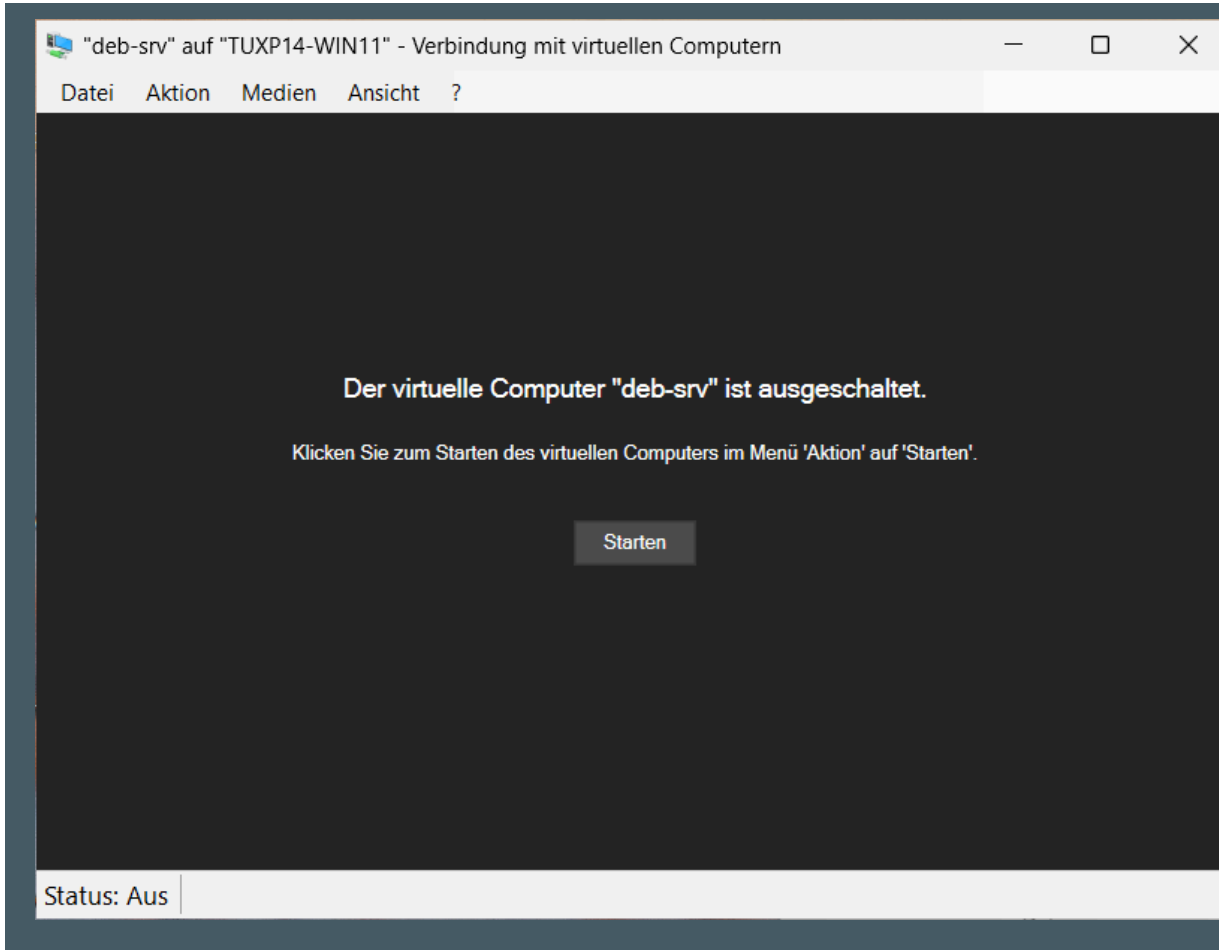 "deb-srv" auf "TUXP14-WIN11" - Verbindung mit virtuellen Computern
Datei Aktion Medien Ansicht ?
Der virtuelle Computer "deb-srv" ist ausgeschaltet.
Klicken Sie zum Starten des virtuellen Computers im Menü 'Aktion' auf 'Starten'.
Starten
Status: Aus